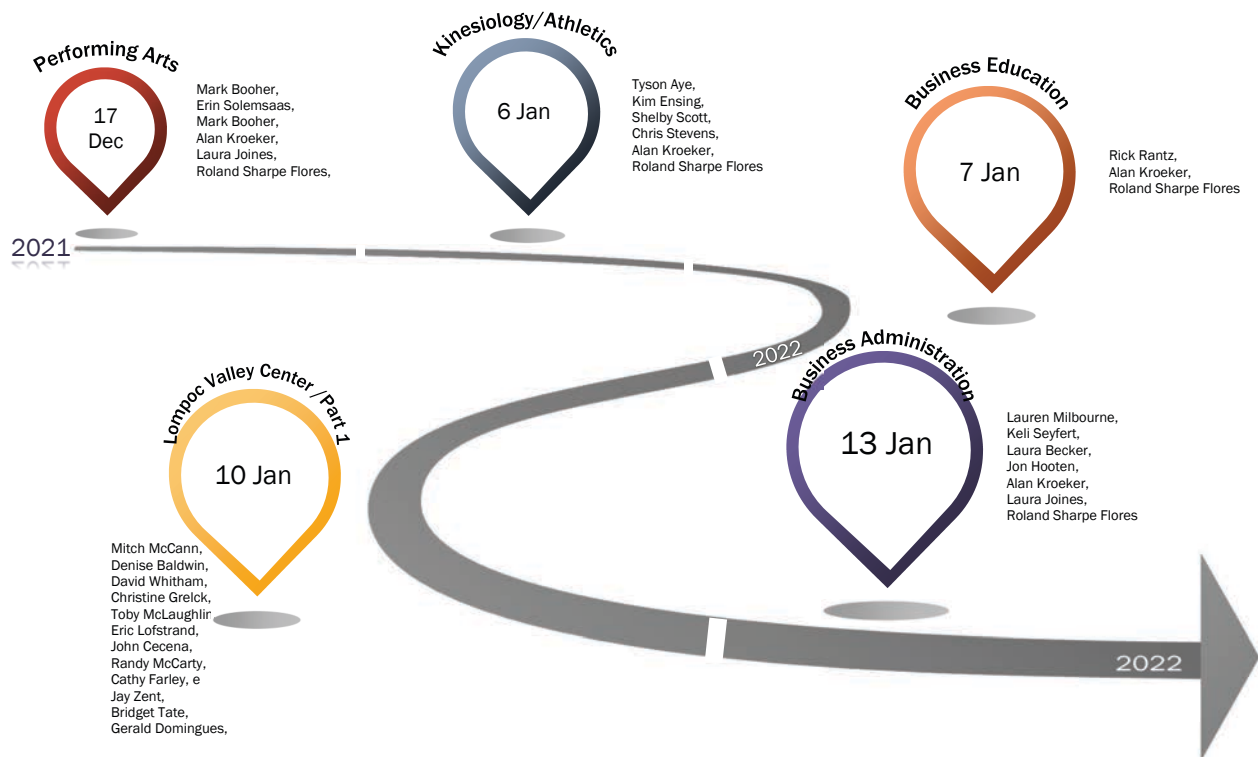 Performing Arts
17
Dec
Mark Booher,
Erin Solemsaas,
Mark Booher,
Alan Kroeker,
Laura Joines,
Roland Sharpe Flores,
Kinesiology/Athletics
6 Jan
Tyson Aye,
Kim Ensing,
Shelby Scott,
Chris Stevens,
Alan Kroeker,
Roland Sharpe Flores
Business Education
7 Jan
Rick Rantz,
Alan Kroeker,
Roland Sharpe Flores
2021
2022
Lompoc Valley Center /Part 1
10 Jan
Mitch McCann,
Denise Baldwin,
David Whitham,
Christine Grelck,
Toby McLaughlin
Eric Lofstrand,
John Cecena,
Randy McCarty,
Cathy Farley, e
Jay Zent,
Bridget Tate,
Gerald Domingues,
Business Administration
13 Jan
Lauren Milbourne,
Keli Seyfert,
Laura Becker,
Jon Hooten,
Alan Kroeker,
Laura Joines,
Roland Sharpe Flores
2022